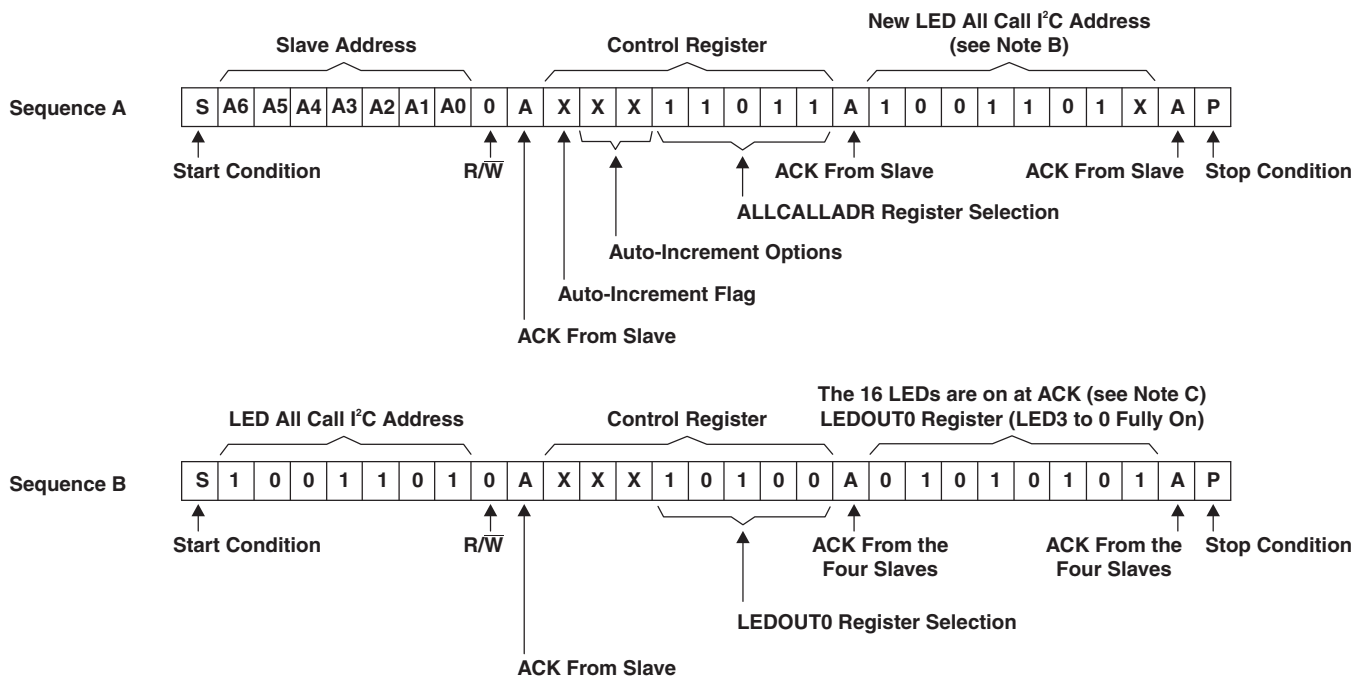 New LED All Call I²C Address
Slave Address Control Register (see Note B)
Sequence A S A6 A5 A4 A3 A2 A1 A0 0 A X X X 1 1 0 1 1 A 1 0 0 1 1 0 1 X A P
Start Condition R/W̅ ACK From Slave ACK From Slave Stop Condition
ALLCALLADR Register Selection
Auto-Increment Options
Auto-Increment Flag
ACK From Slave
The 16 LEDs are on at ACK (see Note C)
LED All Call I²C Address Control Register LEDOUT0 Register (LED3 to 0 Fully On)
Sequence B S 1 0 0 1 1 0 1 0 A X X X 1 0 1 0 0 A 0 1 0 1 0 1 0 1 A P
Start Condition R/W̅ ACK From the ACK From the Stop Condition
Four Slaves Four Slaves
LEDOUT0 Register Selection
ACK From Slave